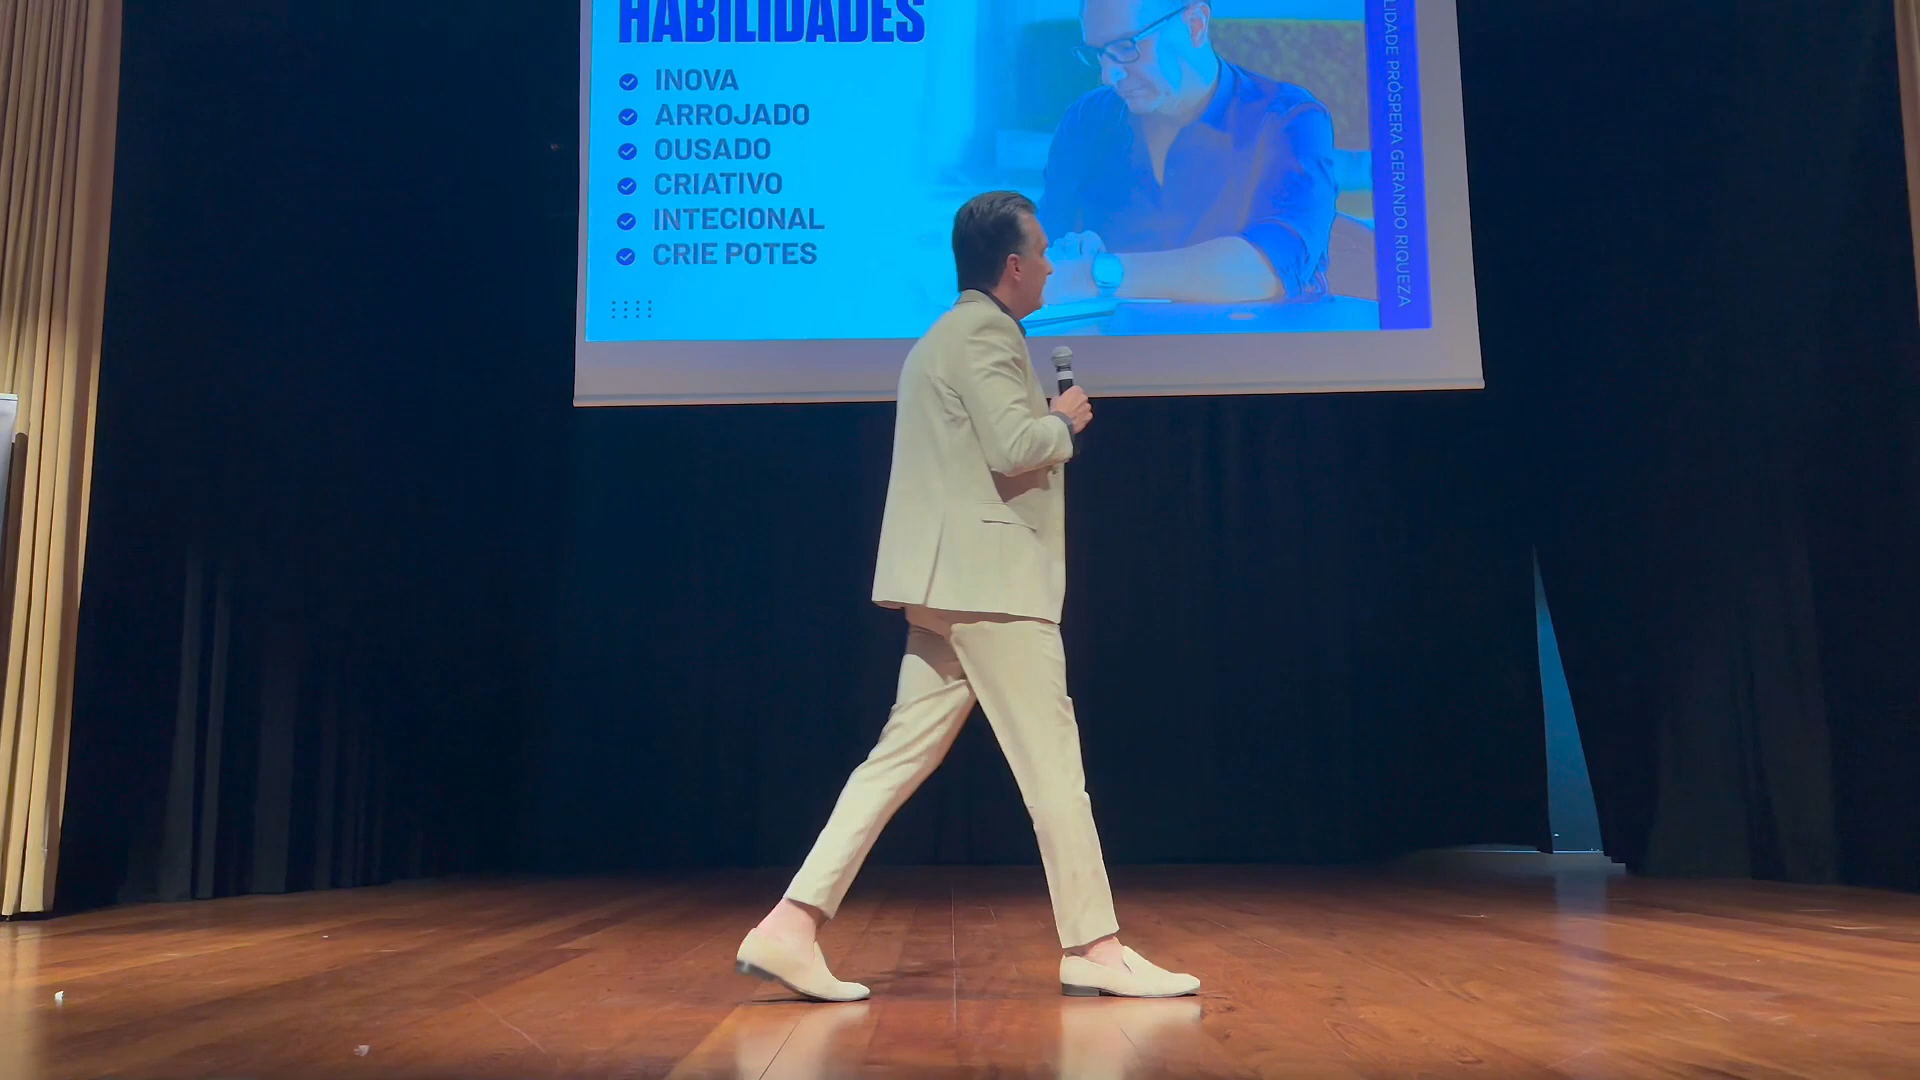 HABILIDADES
INOVA
ARROJADO
OUSADO
CRIATIVO
INTECIONAL
CRIE POTES
LIDADE PRÓSPERA GERANDO RIQUEZA